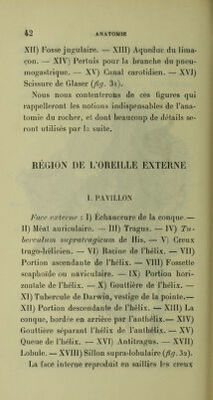 42 ANATOMIE
XII) Fosse jugulaire. — XIII) Aqueduc du lima-
çon. — XIV) Pertuis pour la branche du pneu-
mogastrique. — XV) Canal carotidien. — XVI)
Scissure de Glaser (fig. 31).
Nous nous contenterons de ces figures qui
rappelleront les notions indispensables de l'ana-
tomie du rocher, et dont beaucoup de détails se-
ront utilisés par la suite.
RÉGION DE L'OREILLE EXTERNE
I. PAVILLON
Face externe : I) Echancrure de la conque. —
II) Méat auriculaire. — III) Tragus. — IV) Tu-
berculum supratragicum de His. — V) Creux
trago-hélicien. — VI) Racine de l'hélix. — VII)
Portion ascendante de l'hélix. — VIII) Fossette
scaphoïde ou naviculaire. — IX) Portion hori-
zontale de l'hélix. — X) Gouttière de l'hélix. —
XI) Tubercule de Darwin, vestige de la pointe.—
XII) Portion descendante de l'hélix. — XIII) La
conque, bordée en arrière par l'anthélix.— XIV)
Gouttière séparant l'hélix de l'anthélix. — XV)
Queue de l'hélix. — XVI) Antitragus. — XVII)
Lobule. — XVIII) Sillon supra-lobulaire (fig. 32).
La face interne reproduit en saillies les creux